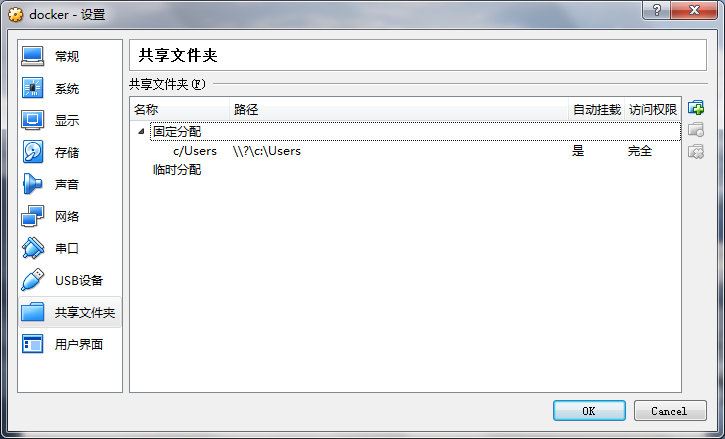 docker - 设置
常规
系统
显示
存储
声音
网络
串口
USB设备
共享文件夹
用户界面
共享文件夹
共享文件夹(F)
名称 路径 自动挂载 访问权限
固定分配
c/Users \\?\c:\Users 是 完全
临时分配
OK Cancel